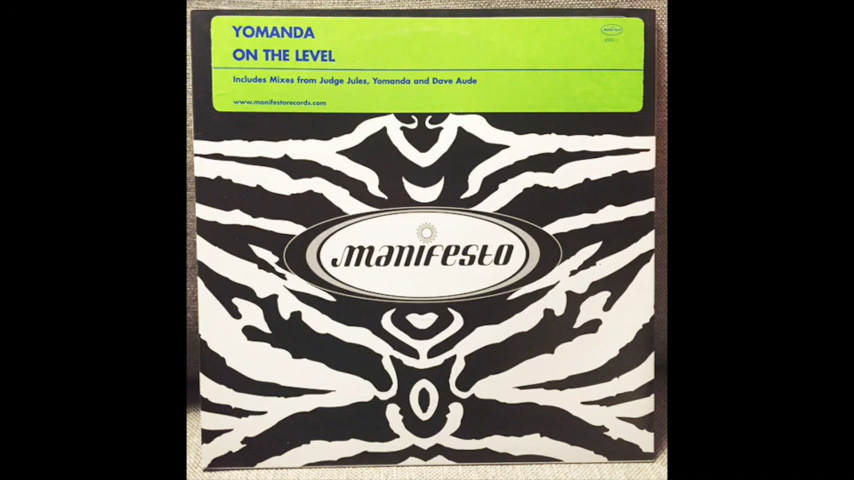 YOMANDA
ON THE LEVEL
Includes Mixes from Judge Jules, Yomanda and Dave Aude
www.manifestorecords.com
manifesto